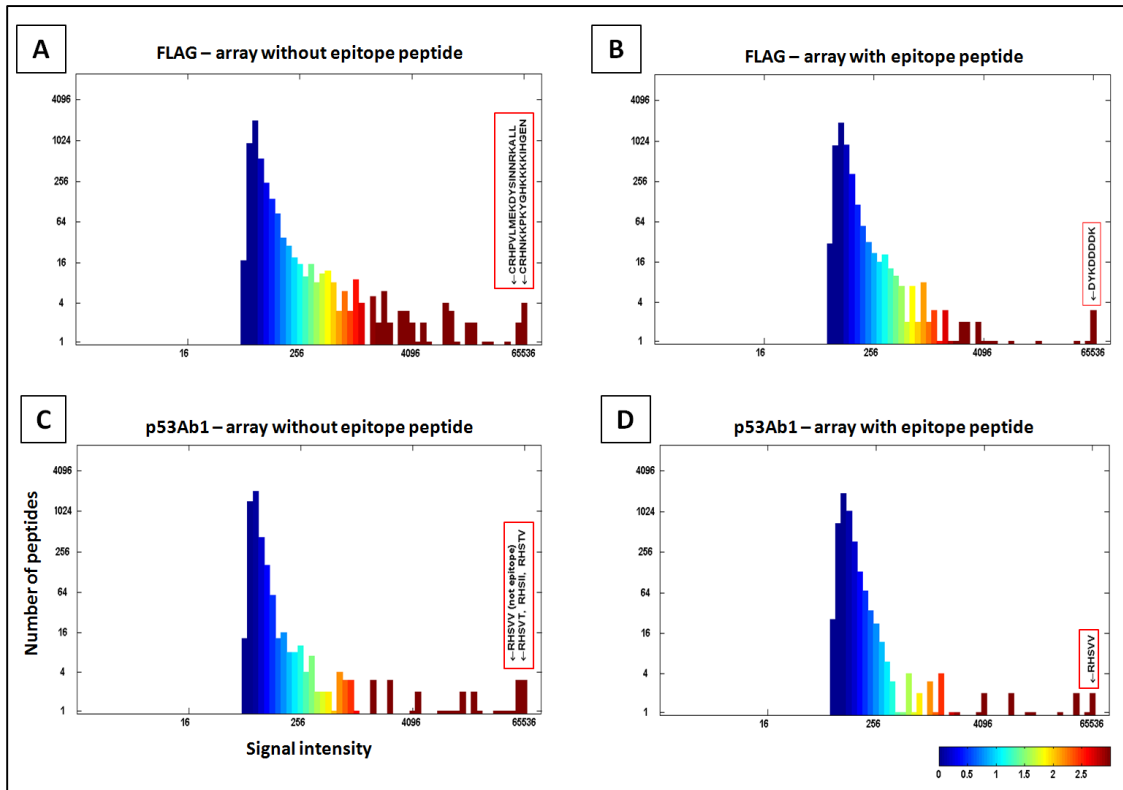 A
FLAG – array without epitope peptide
4096
1024
256
64
16
4
1
16
256
4096
65536
←CRHPVLMEKDYSINNRKALL
←CRHNKKPKYGHKKKKIHGEN
B
FLAG – array with epitope peptide
4096
1024
256
64
16
4
1
16
256
4096
65536
←DYKDDDDK
C
p53Ab1 – array without epitope peptide
Number of peptides
4096
1024
256
64
16
4
1
16
256
4096
65536
←RHSVV (not epitope)
←RHSVT, RHSII, RHSTV
Signal intensity
D
p53Ab1 – array with epitope peptide
4096
1024
256
64
16
4
1
16
256
4096
65536
←RHSVV
0 0.5 1 1.5 2 2.5